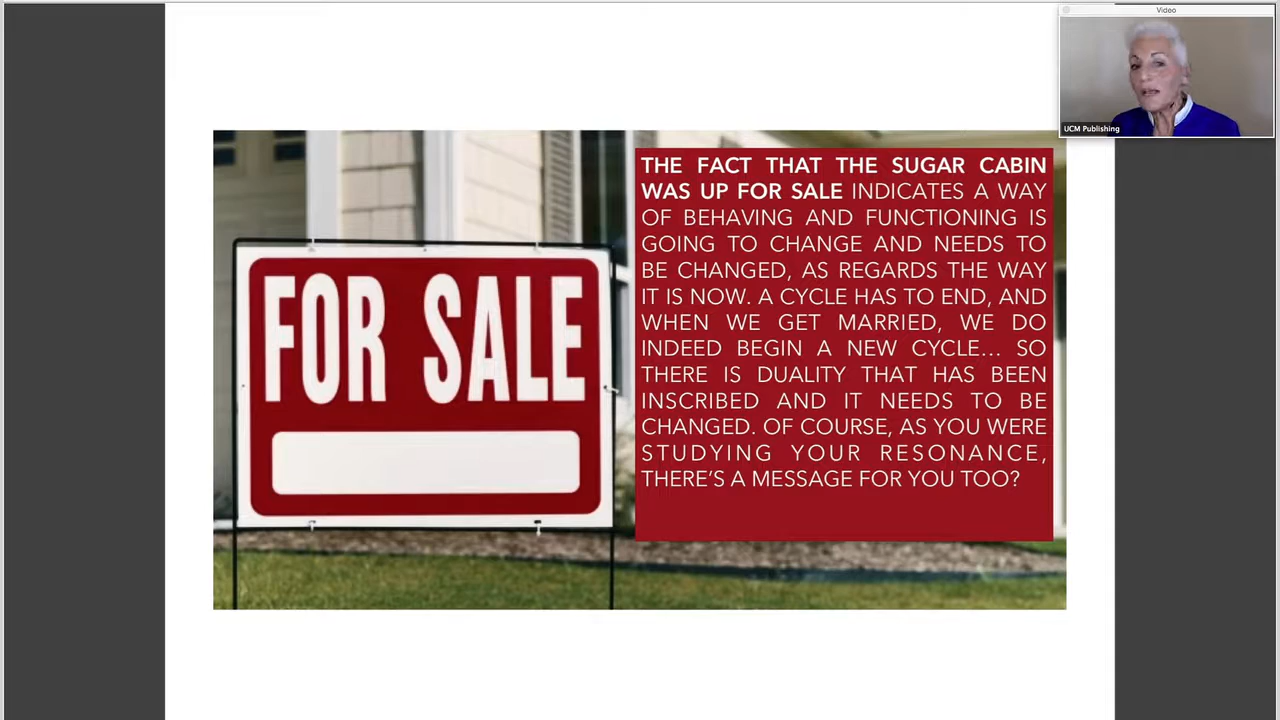 Video
UCM Publishing
FOR SALE
THE FACT THAT THE SUGAR CABIN
WAS UP FOR SALE INDICATES A WAY
OF BEHAVING AND FUNCTIONING IS
GOING TO CHANGE AND NEEDS TO
BE CHANGED, AS REGARDS THE WAY
IT IS NOW. A CYCLE HAS TO END, AND
WHEN WE GET MARRIED, WE DO
INDEED BEGIN A NEW CYCLE... SO
THERE IS DUALITY THAT HAS BEEN
INSCRIBED AND IT NEEDS TO BE
CHANGED. OF COURSE, AS YOU WERE
STUDYING YOUR RESONANCE,
THERE'S A MESSAGE FOR YOU TOO?